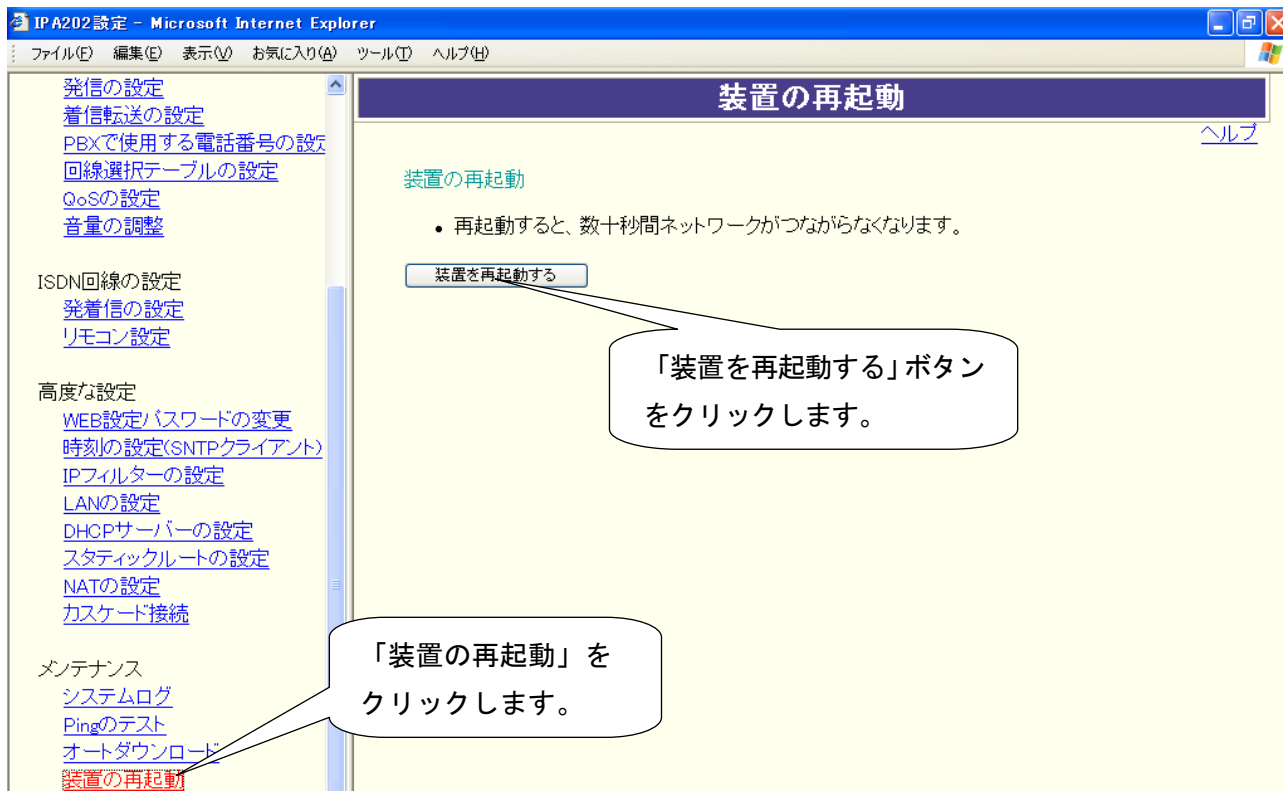 IPA202設定 - Microsoft Internet Explorer
ファイル(F) 編集(E) 表示(V) お気に入り(A) ツール(T) ヘルプ(H)
発信の設定
着信転送の設定
PBXで使用する電話番号の設定
回線選択テーブルの設定
QoSの設定
音量の調整
ISDN回線の設定
発着信の設定
リモコン設定
高度な設定
WEB設定パスワードの変更
時刻の設定(SNTPクライアント)
IPフィルターの設定
LANの設定
DHCPサーバーの設定
スタティックルートの設定
NATの設定
カスケード接続
メンテナンス
システムログ
Pingのテスト
オートダウンロード
装置の再起動
装置の再起動
ヘルプ
装置の再起動
• 再起動すると、数十秒間ネットワークがつながらなくなります。
装置を再起動する
「装置を再起動する」ボタン
をクリックします。
「装置の再起動」を
クリックします。